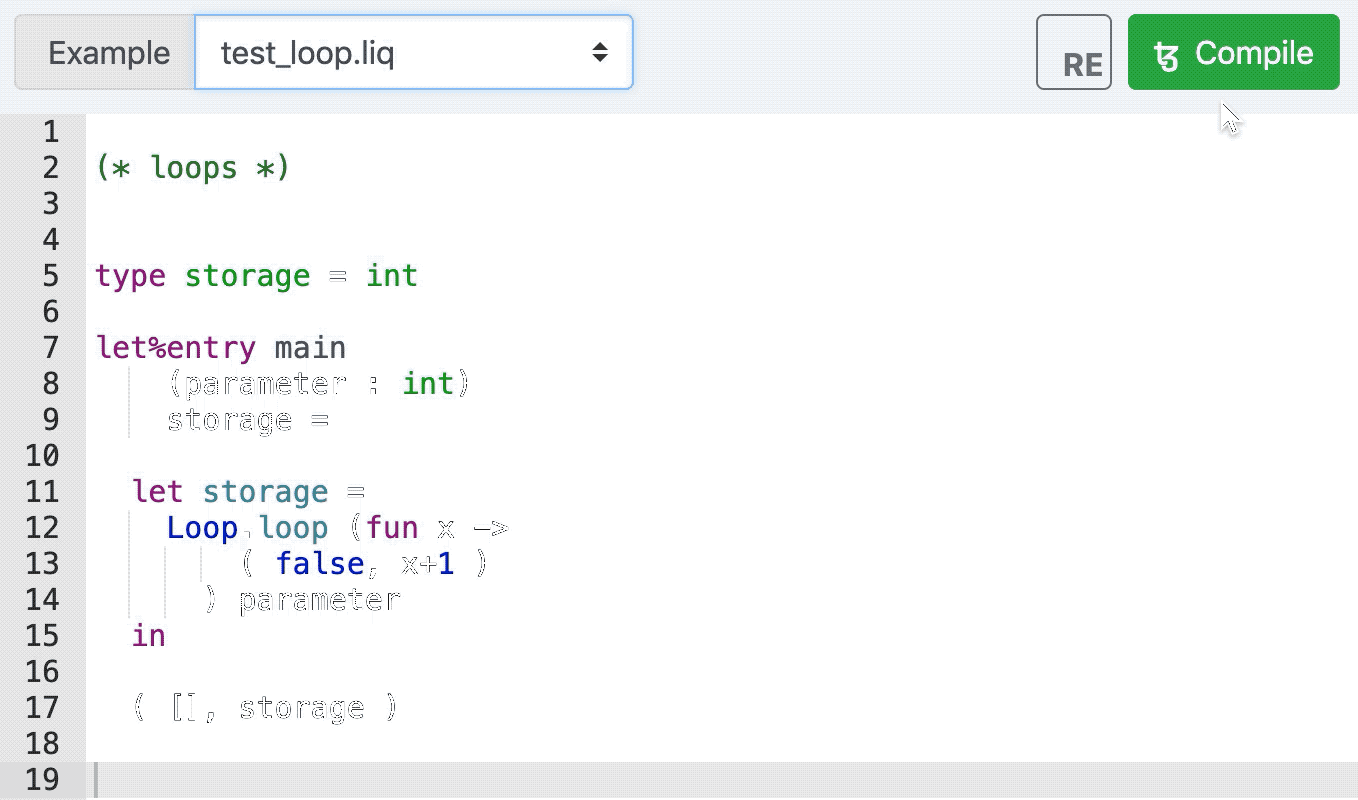 Example test_loop.liq RE ꜩ Compile
1
2 (* loops *)
3
4
5 type storage = int
6
7 let%entry main
8 (parameter : int)
9 storage =
10
11 let storage =
12 Loop.loop (fun x ->
13 ( false, x+1 )
14 ) parameter
15 in
16
17 ( [], storage )
18
19